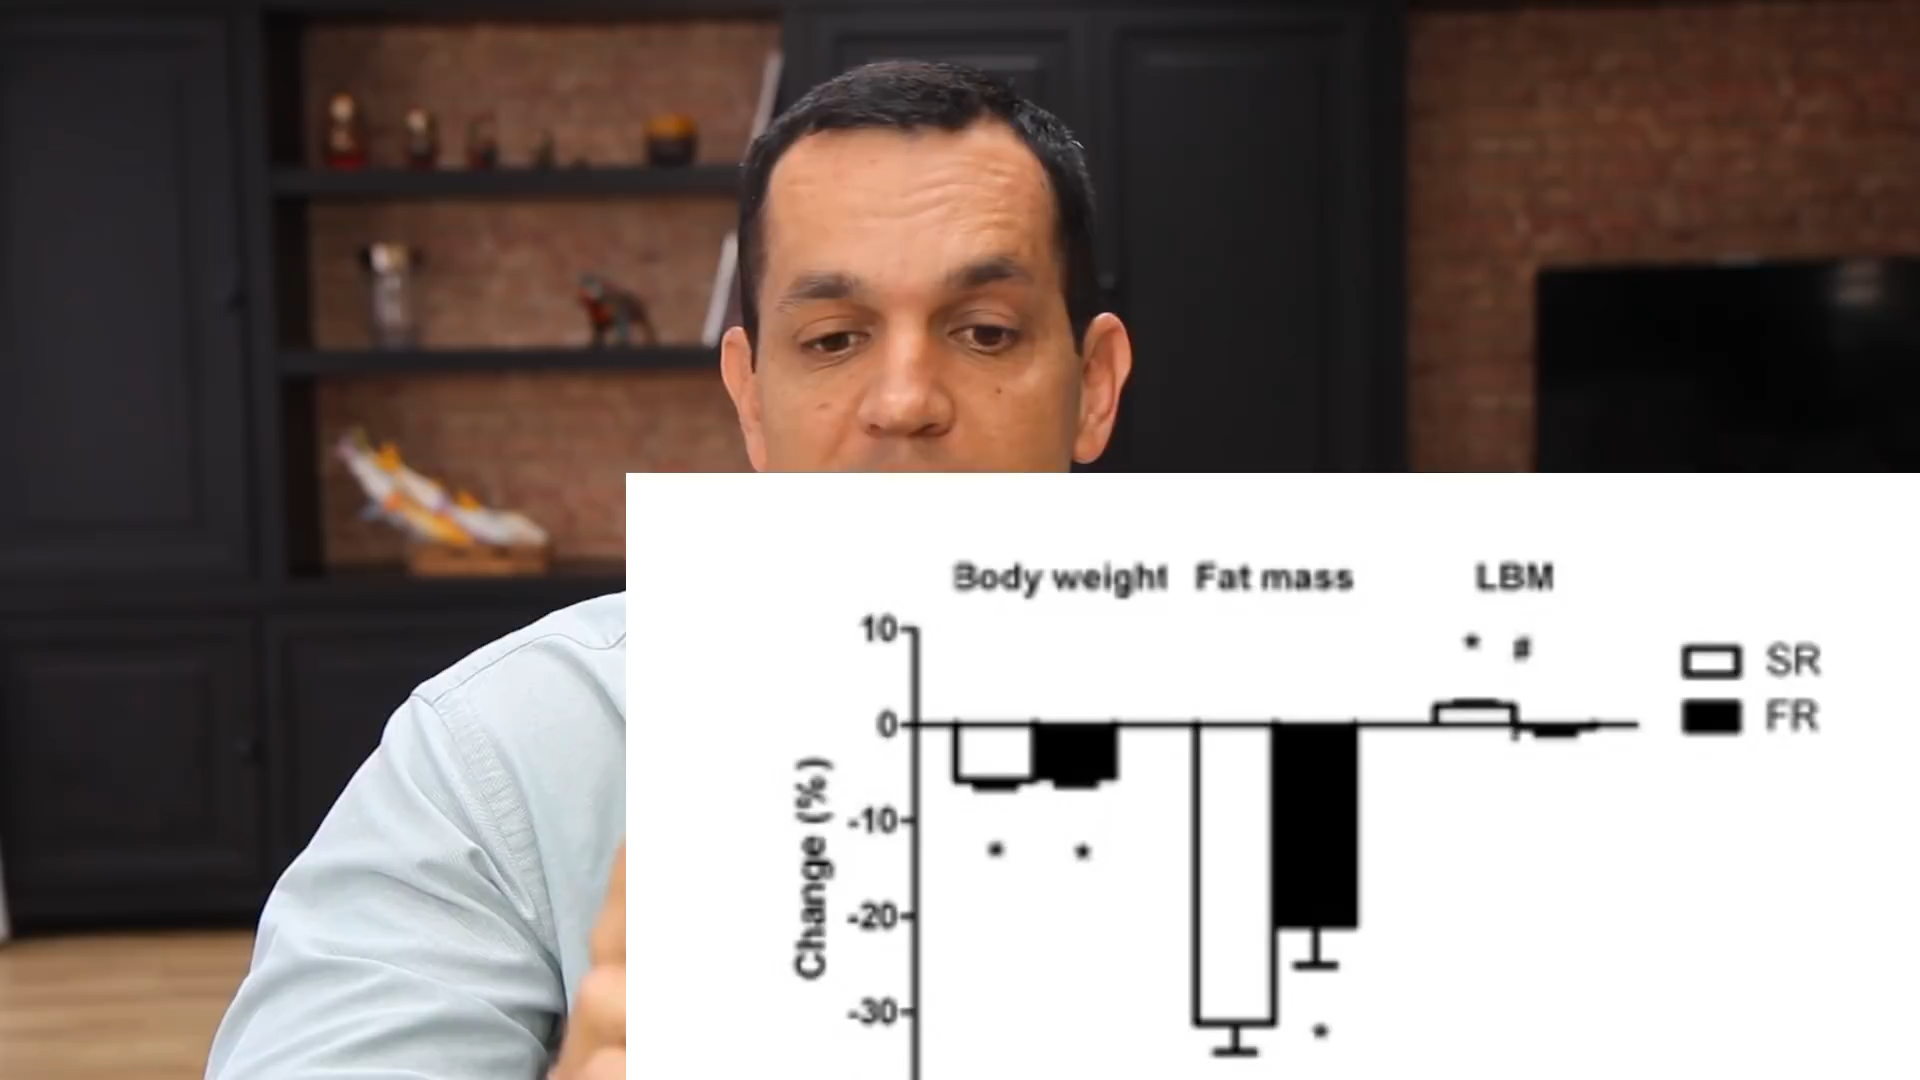 Body weight Fat mass LBM
10
* #
SR
0
FR
-10
* *
Change (%)
-20
-30
*